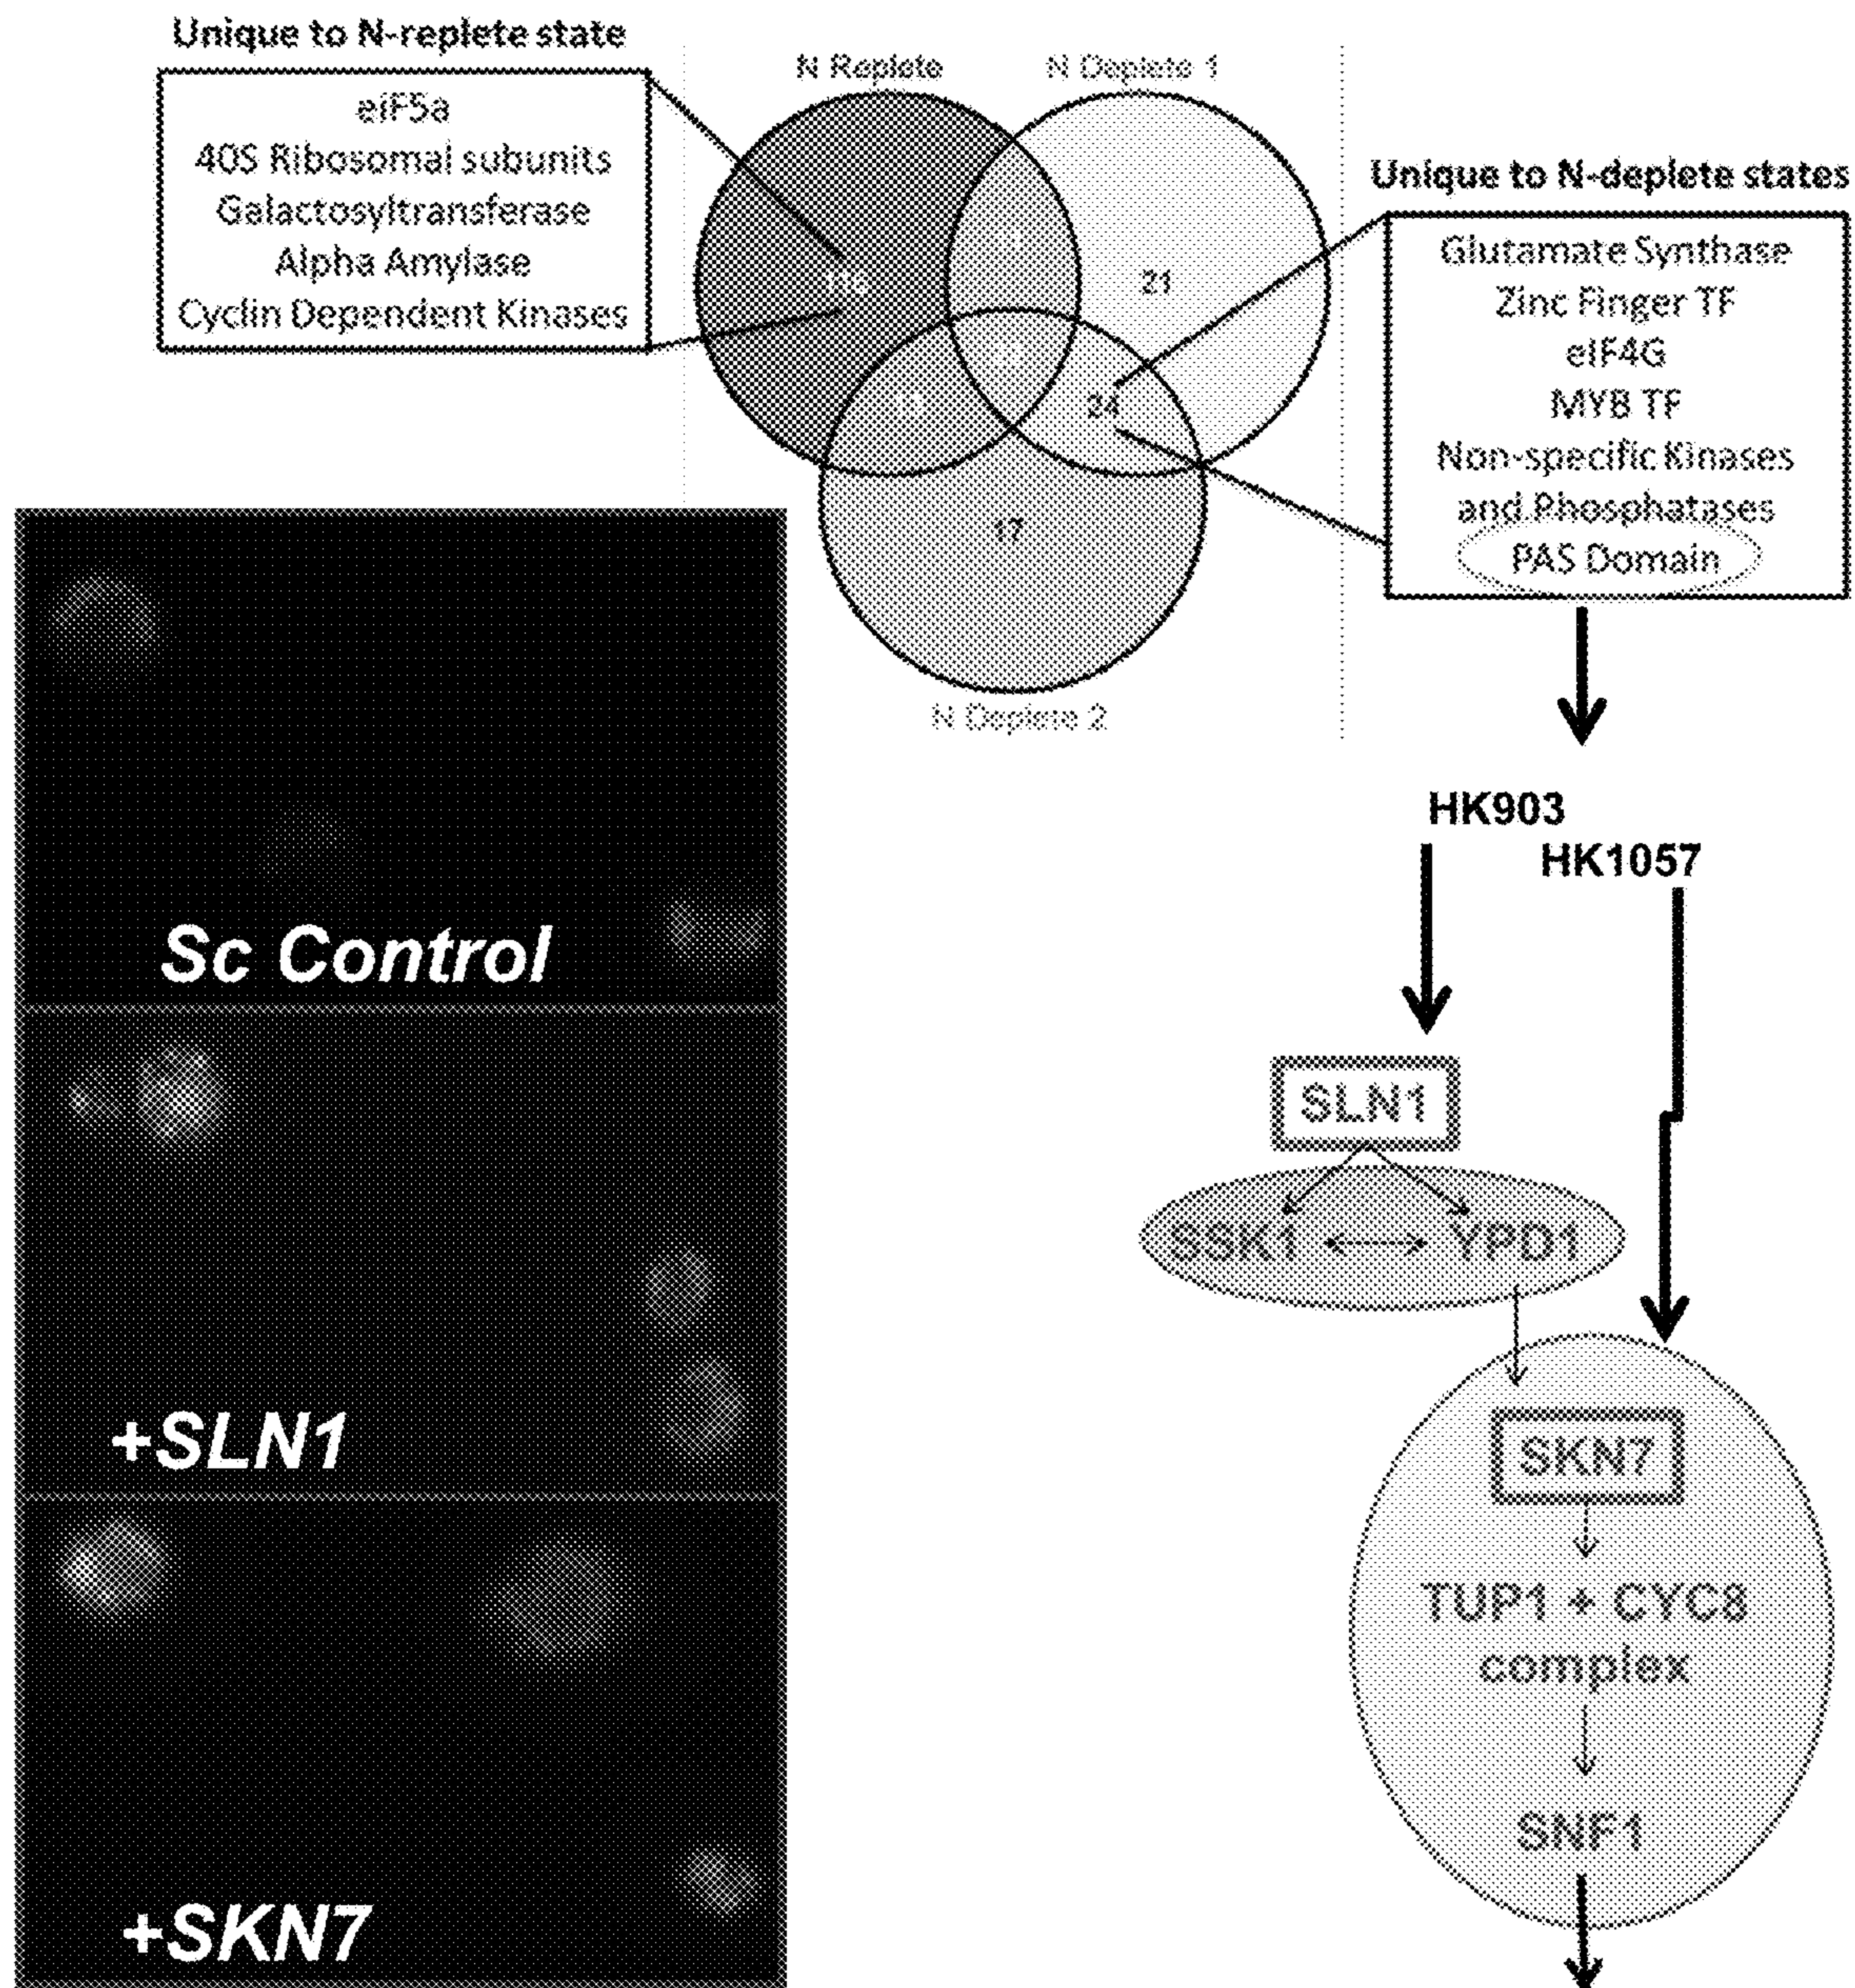 Unique to N-replete state
eiF5a
40S Ribosomal subunits
Galactosyltransferase
Alpha Amylase
Cyclin Dependent Kinases
N Replete
N Deplete 1
21
24
17
N Deplete 2
Unique to N-deplete states
Glutamate Synthase
Zinc Finger TF
eIF4G
MYB TF
Non-specific Kinases
and Phosphatases
PAS Domain
HK903
HK1057
SLN1
SSK1
YPD1
SKN7
TUP1 + CYC8
complex
SNF1
Sc Control
+SLN1
+SKN7